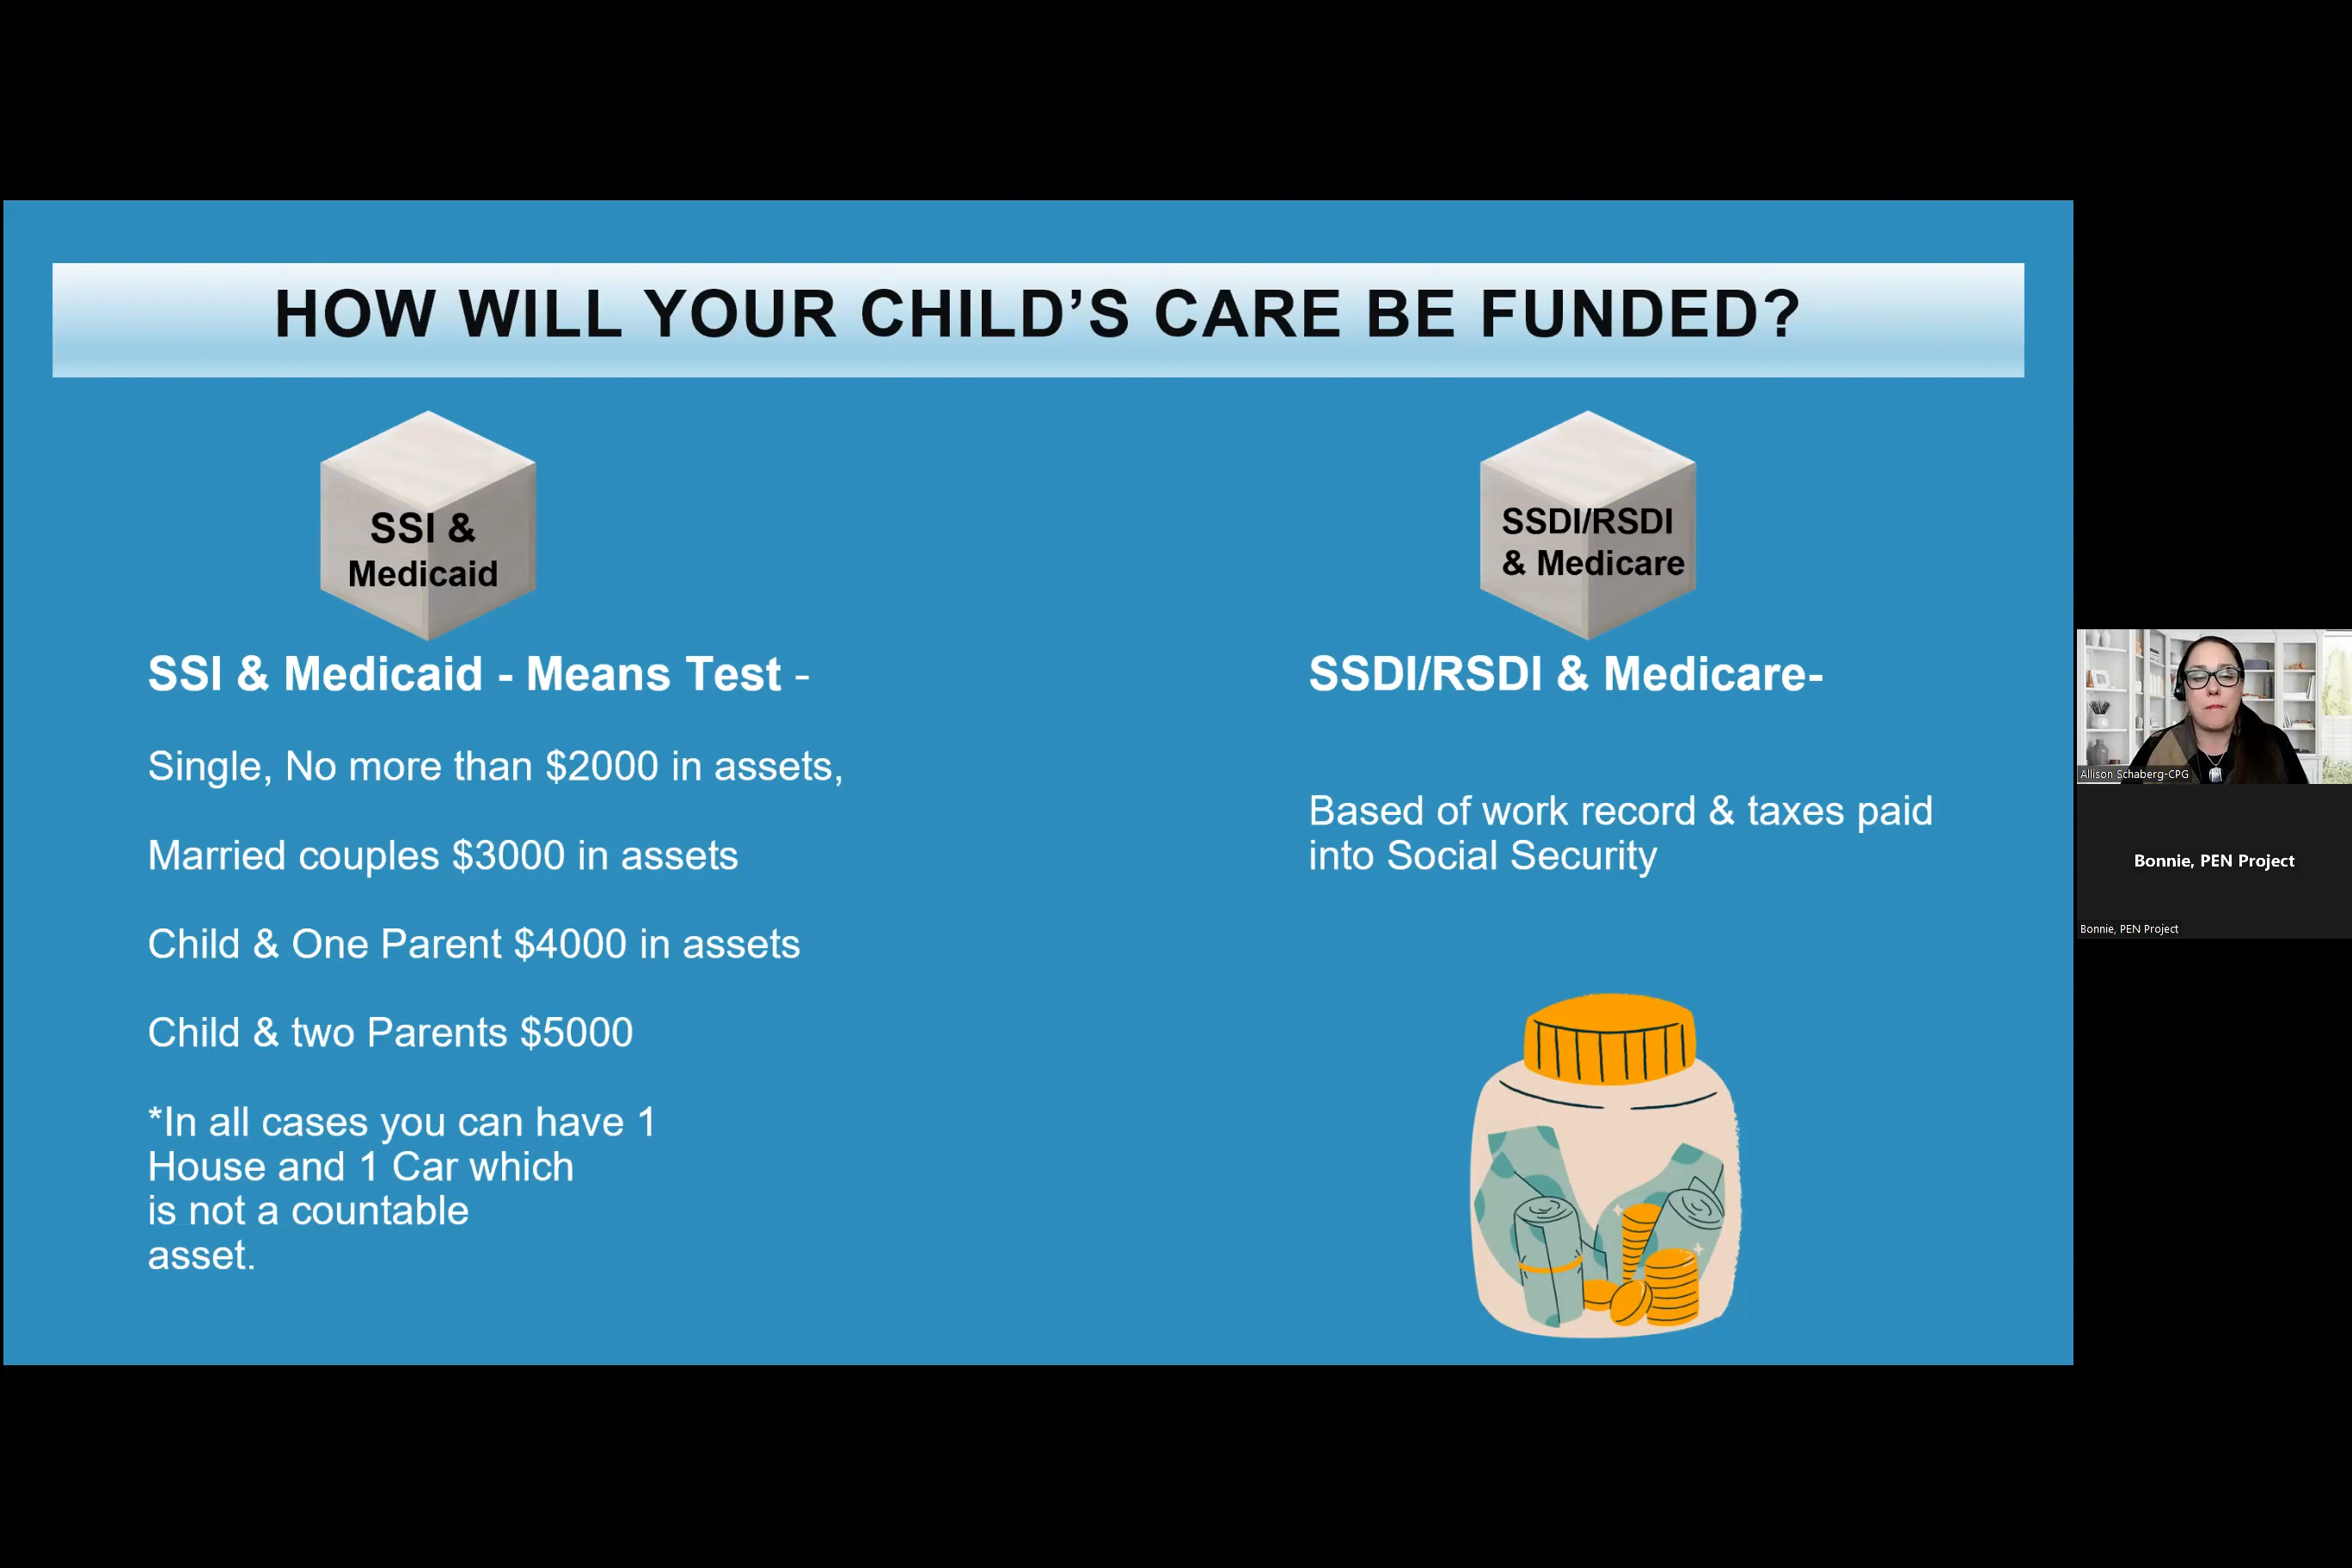 HOW WILL YOUR CHILD’S CARE BE FUNDED?
SSI &
Medicaid
SSI & Medicaid - Means Test -
Single, No more than $2000 in assets,
Married couples $3000 in assets
Child & One Parent $4000 in assets
Child & two Parents $5000
*In all cases you can have 1
House and 1 Car which
is not a countable
asset.
SSDI/RSDI
& Medicare
SSDI/RSDI & Medicare-
Based of work record & taxes paid
into Social Security
Allison Schaberg-CPG
Bonnie, PEN Project
Bonnie, PEN Project